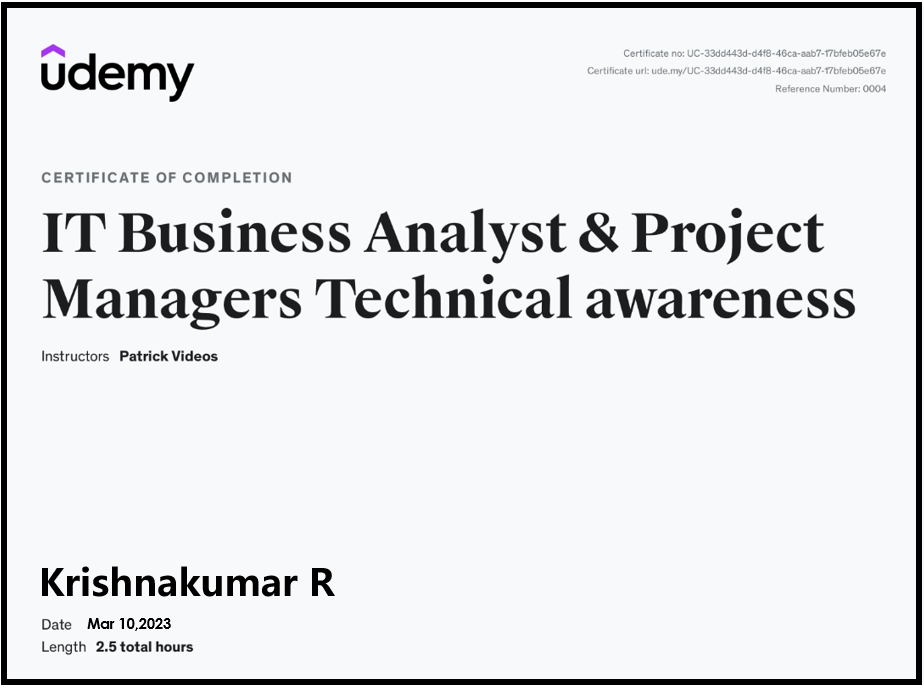 udemy
Certificate no: UC-33dd443d-d4f8-46ca-aab7-17bfeb05e67e
Certificate url: ude.my/UC-33dd443d-d4f8-46ca-aab7-17bfeb05e67e
Reference Number: 0004
CERTIFICATE OF COMPLETION
IT Business Analyst & Project
Managers Technical awareness
Instructors Patrick Videos
Krishnakumar R
Date Mar 10,2023
Length 2.5 total hours